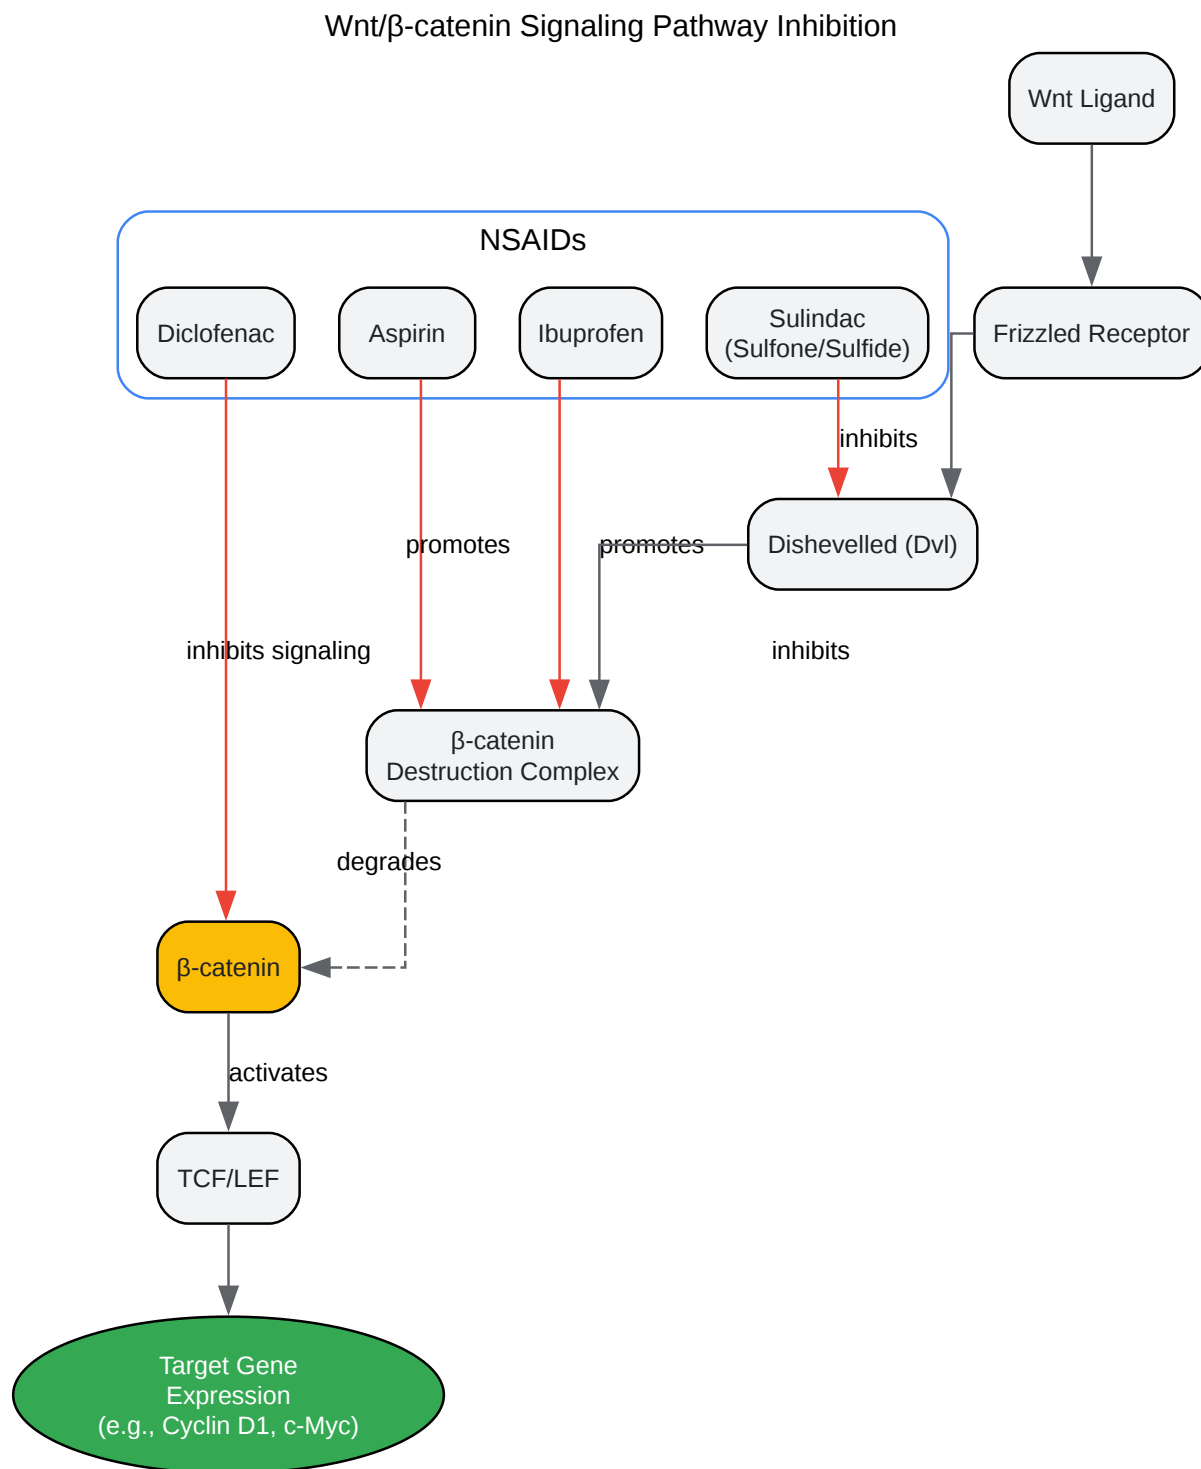 Wnt/β-catenin Signaling Pathway Inhibition
Wnt Ligand
NSAIDs
Diclofenac
Aspirin
Ibuprofen
Sulindac
(Sulfone/Sulfide)
Frizzled Receptor
inhibits
promotes
promotes
Dishevelled (Dvl)
inhibits signaling
inhibits
β-catenin
Destruction Complex
degrades
β-catenin
activates
TCF/LEF
Target Gene
Expression
(e.g., Cyclin D1, c-Myc)